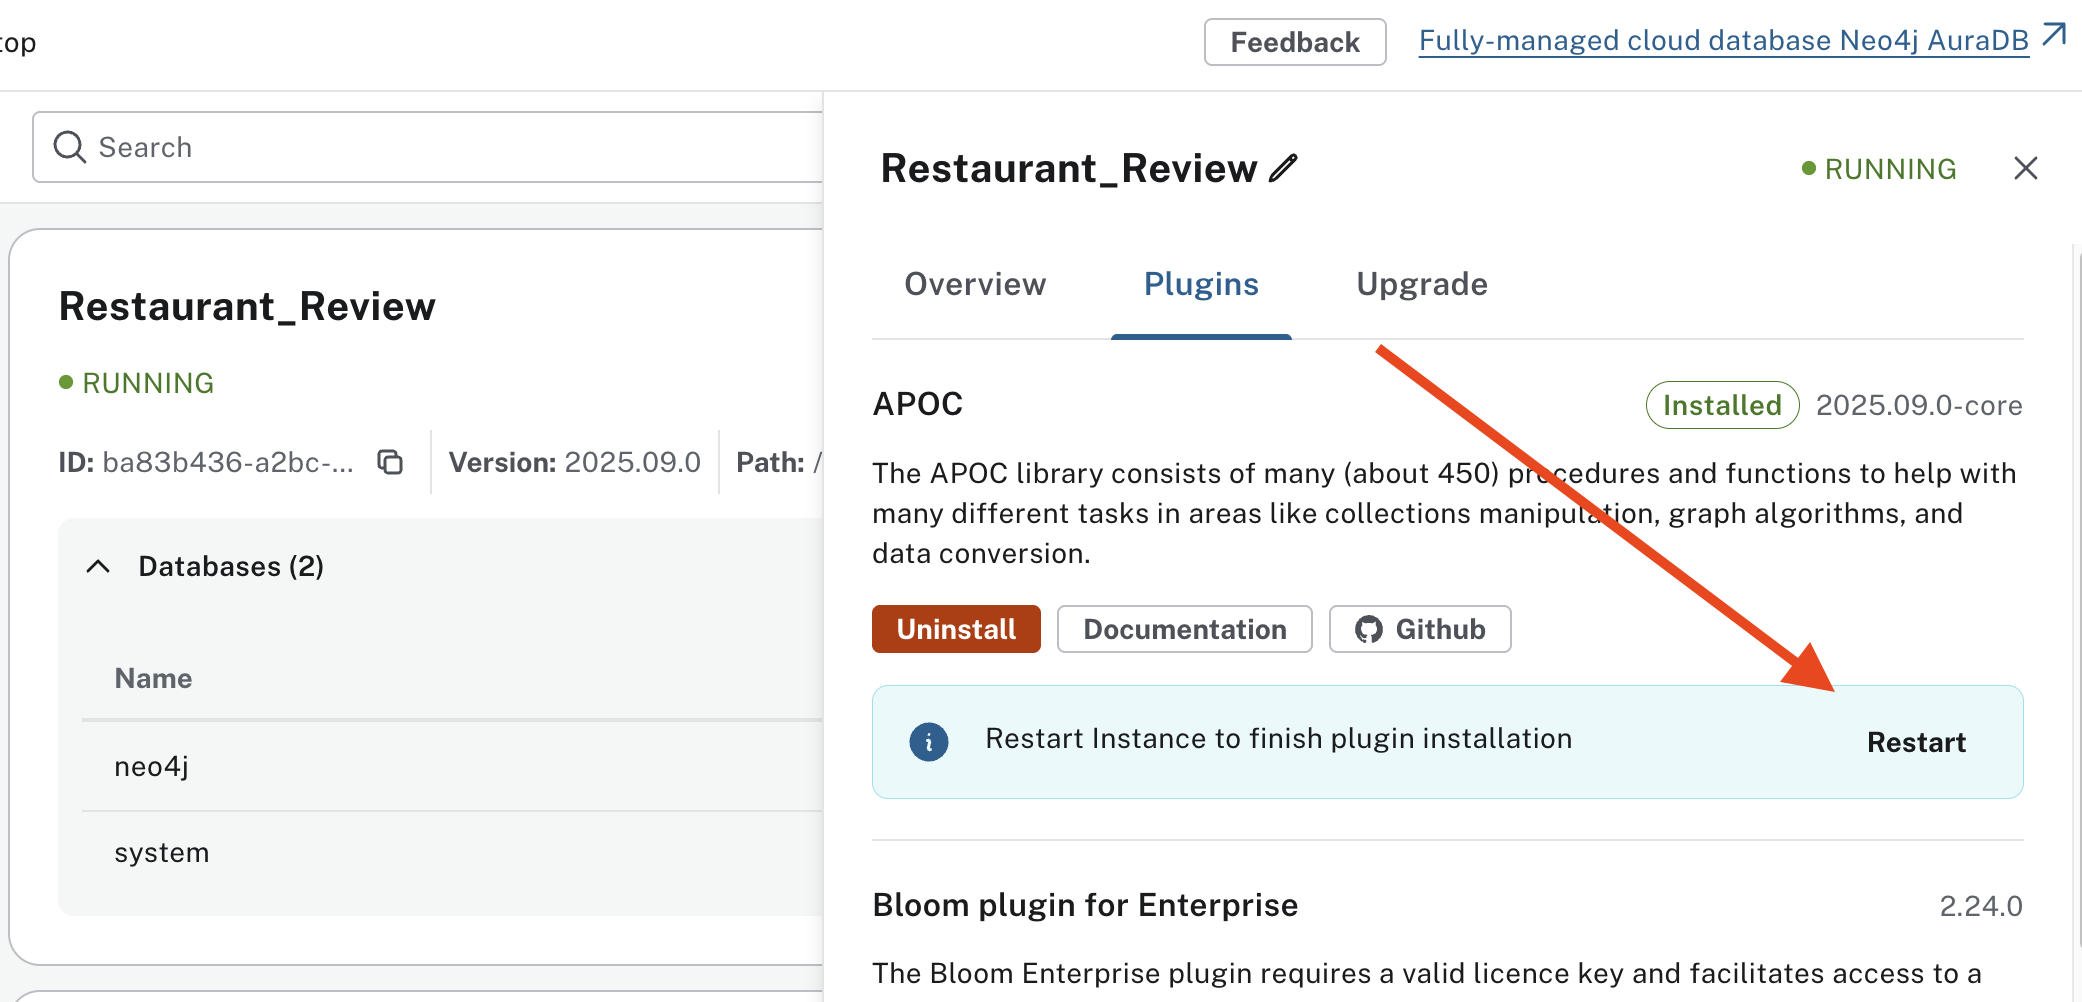 top
Feedback
Fully-managed cloud database Neo4j AuraDB
Search
Restaurant_Review
RUNNING
ID: ba83b436-a2bc-...
Version: 2025.09.0
Path: /
Databases (2)
Name
neo4j
system
Restaurant_Review
RUNNING
Overview
Plugins
Upgrade
APOC
Installed
2025.09.0-core
The APOC library consists of many (about 450) procedures and functions to help with
many different tasks in areas like collections manipulation, graph algorithms, and
data conversion.
Uninstall
Documentation
Github
Restart Instance to finish plugin installation
Restart
Bloom plugin for Enterprise
2.24.0
The Bloom Enterprise plugin requires a valid licence key and facilitates access to a